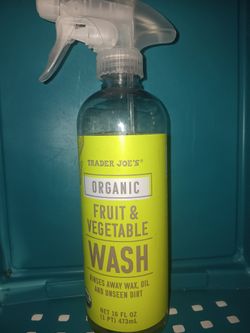 TRADER JOE'S®
ORGANIC
FRUIT &
VEGETABLE
WASH
RINSES AWAY WAX, OIL
AND UNSEEN DIRT
NET 16 FL OZ
(1 PT) 473mL